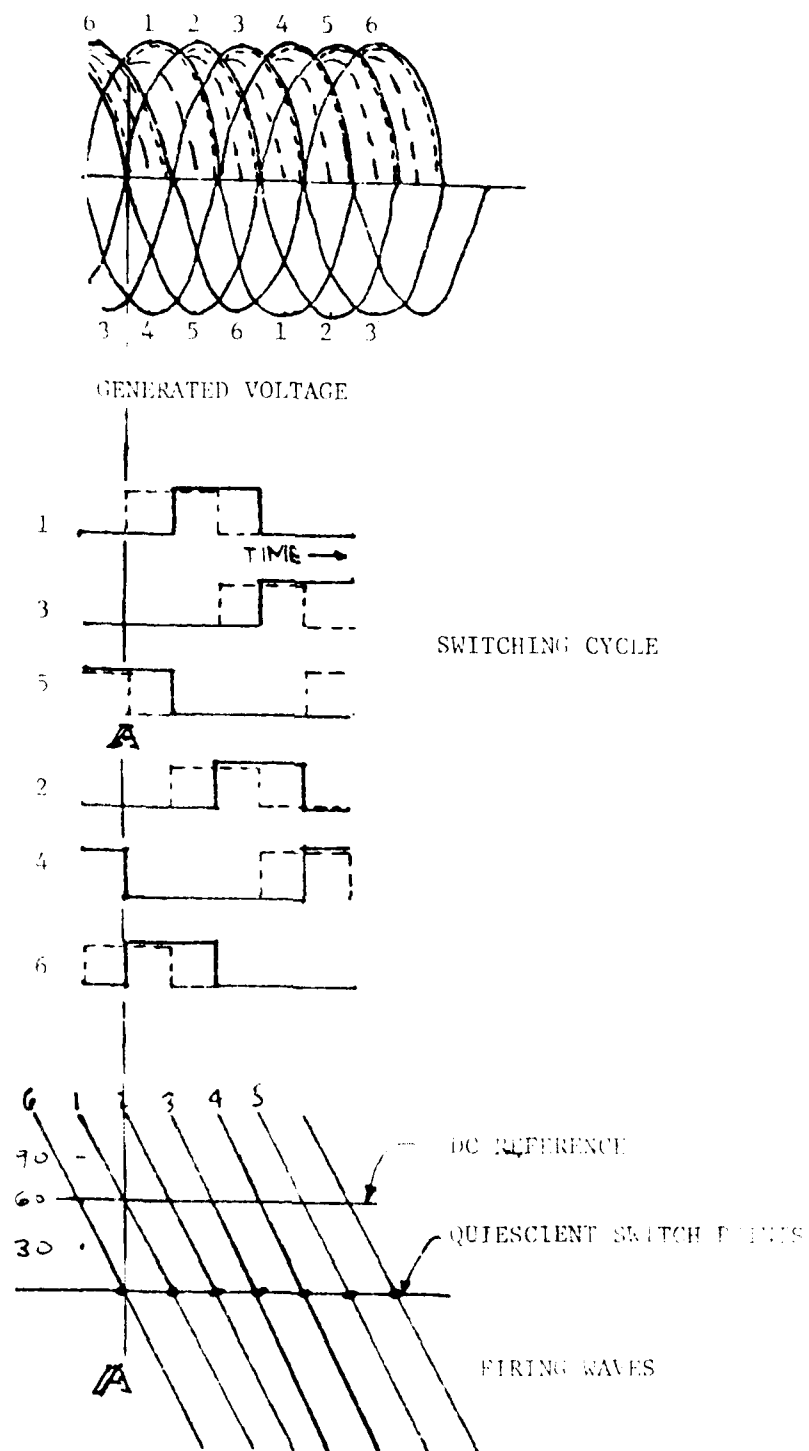 6 1 2 3 4 5 6
3 4 5 6 1 2 3
GENERATED VOLTAGE
1
TIME →
3
SWITCHING CYCLE
5
A
2
4
6
6 1 2 3 4 5
90
DC REFERENCE
60
30
QUIESCIENT SWITCH
A
FIRING WAVES